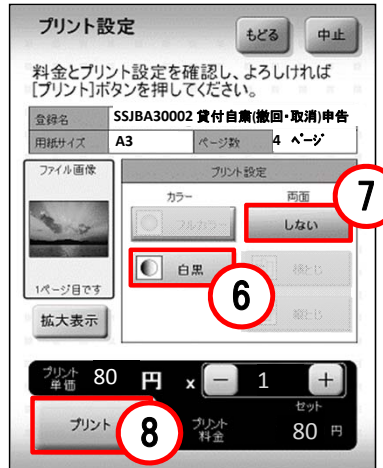 プリント設定
もどる
中止
料金とプリント設定を確認し、よろしければ
[プリント]ボタンを押してください。
登録名 SSJBA30002 貸付自粛(撤回・取消)申告
用紙サイズ A3 ページ数 4 ページ
ファイル画像
プリント設定
カラー 両面
フルカラー しない 7
白黒 横とじ
6
1ページ目です
縦とじ
拡大表示
プリント単価 80 円 x － 1 ＋
セット
プリント 8 プリント料金 80 円